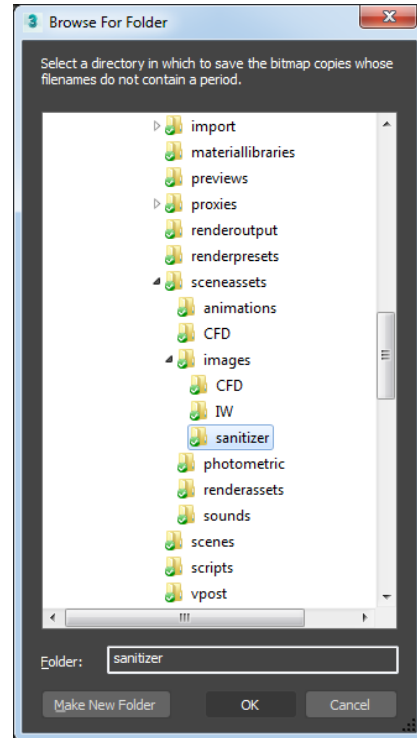 3 Browse For Folder
Select a directory in which to save the bitmap copies whose
filenames do not contain a period.
import
materiallibraries
previews
proxies
renderoutput
renderpresets
sceneassets
animations
CFD
images
CFD
IW
sanitizer
photometric
renderassets
sounds
scenes
scripts
vpost
Folder: sanitizer
Make New Folder OK Cancel